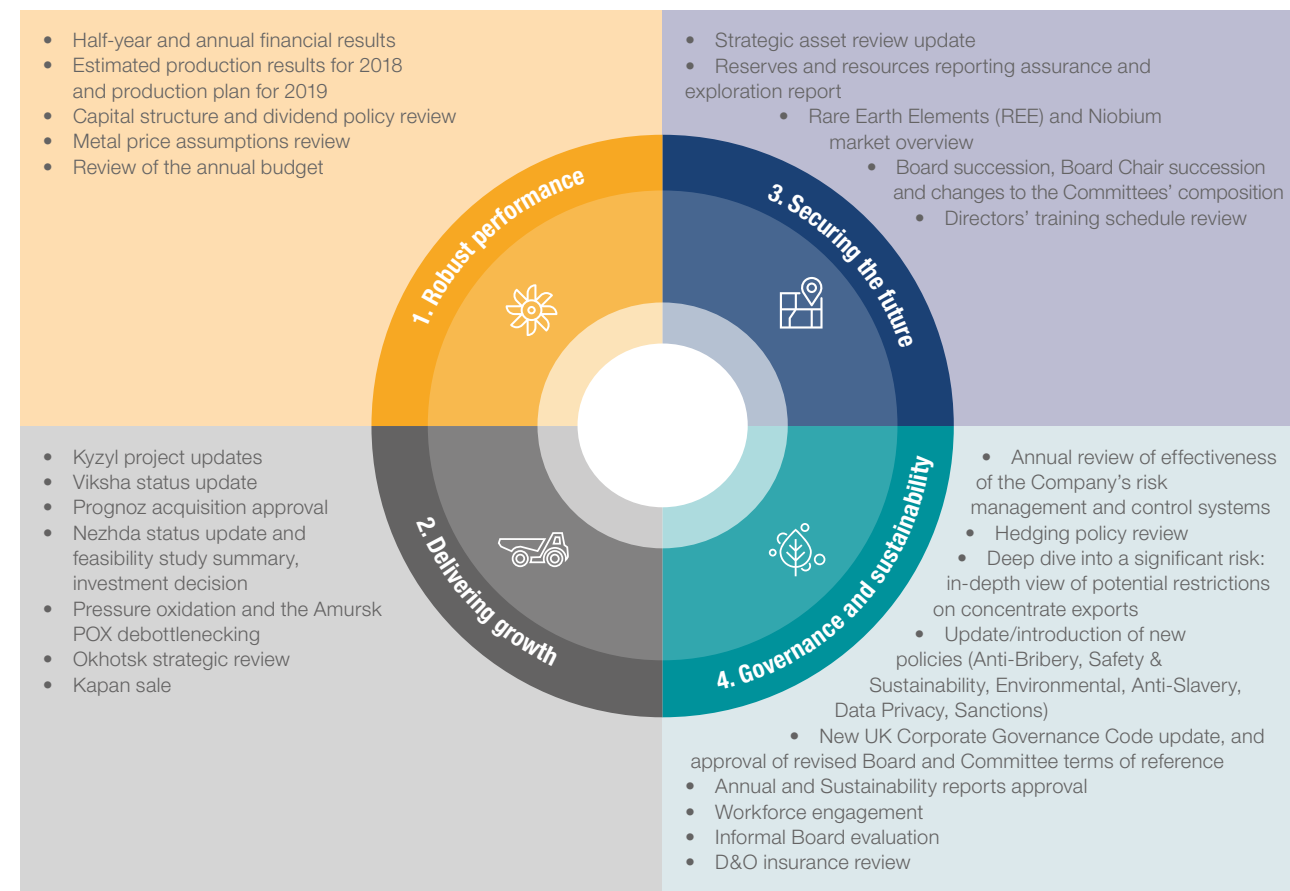 • Half-year and annual financial results
• Estimated production results for 2018
and production plan for 2019
• Capital structure and dividend policy review
• Metal price assumptions review
• Review of the annual budget
1. Robust performance
• Kyzyl project updates
• Viksha status update
• Prognoz acquisition approval
• Nezhda status update and
feasibility study summary,
investment decision
• Pressure oxidation and the Amursk
POX debottlenecking
• Okhotsk strategic review
• Kapan sale
2. Delivering growth
• Strategic asset review update
• Reserves and resources reporting assurance and
exploration report
• Rare Earth Elements (REE) and Niobium
market overview
• Board succession, Board Chair succession
and changes to the Committees’ composition
• Directors’ training schedule review
3. Securing the future
• Annual review of effectiveness
of the Company’s risk
management and control systems
• Hedging policy review
• Deep dive into a significant risk:
in-depth view of potential restrictions
on concentrate exports
• Update/introduction of new
policies (Anti-Bribery, Safety &
Sustainability, Environmental, Anti-Slavery,
Data Privacy, Sanctions)
• New UK Corporate Governance Code update, and
approval of revised Board and Committee terms of reference
• Annual and Sustainability reports approval
• Workforce engagement
• Informal Board evaluation
• D&O insurance review
4. Governance and sustainability